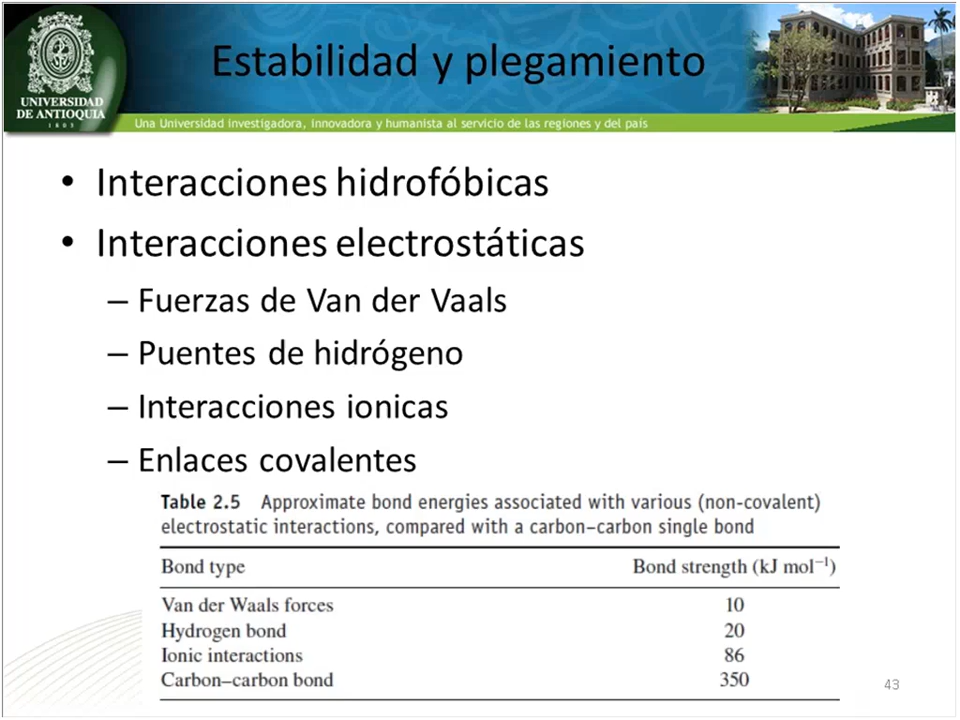 Estabilidad y plegamiento
UNIVERSIDAD
DE ANTIOQUIA
1803
Una Universidad investigadora, innovadora y humanista al servicio de las regiones y del país
• Interacciones hidrofóbicas
• Interacciones electrostáticas
– Fuerzas de Van der Vaals
– Puentes de hidrógeno
– Interacciones ionicas
– Enlaces covalentes
Table 2.5 Approximate bond energies associated with various (non-covalent)
electrostatic interactions, compared with a carbon–carbon single bond
Bond type Bond strength (kJ mol⁻¹)
Van der Waals forces 10
Hydrogen bond 20
Ionic interactions 86
Carbon–carbon bond 350
43